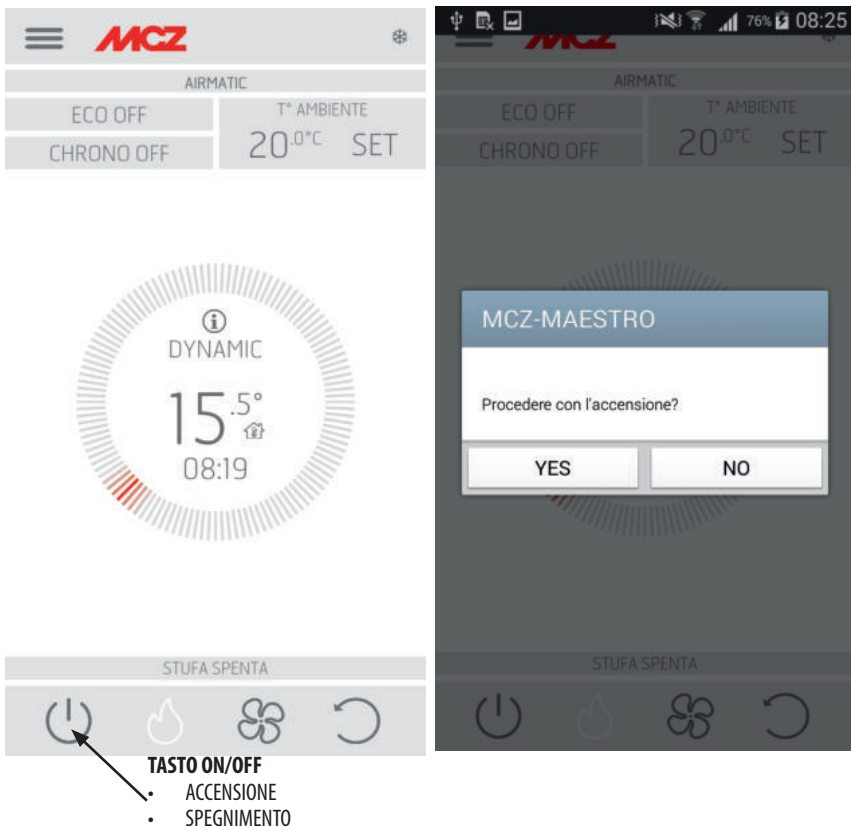 MCZ
AIRMATIC
ECO OFF
T° AMBIENTE
CHRONO OFF
20.0°C SET
DYNAMIC
15.5°
08:19
STUFA SPENTA
TASTO ON/OFF
• ACCENSIONE
• SPEGNIMENTO
76% 08:25
MCZ
AIRMATIC
ECO OFF
T° AMBIENTE
CHRONO OFF
20.0°C SET
MCZ-MAESTRO
Procedere con l'accensione?
YES NO
STUFA SPENTA